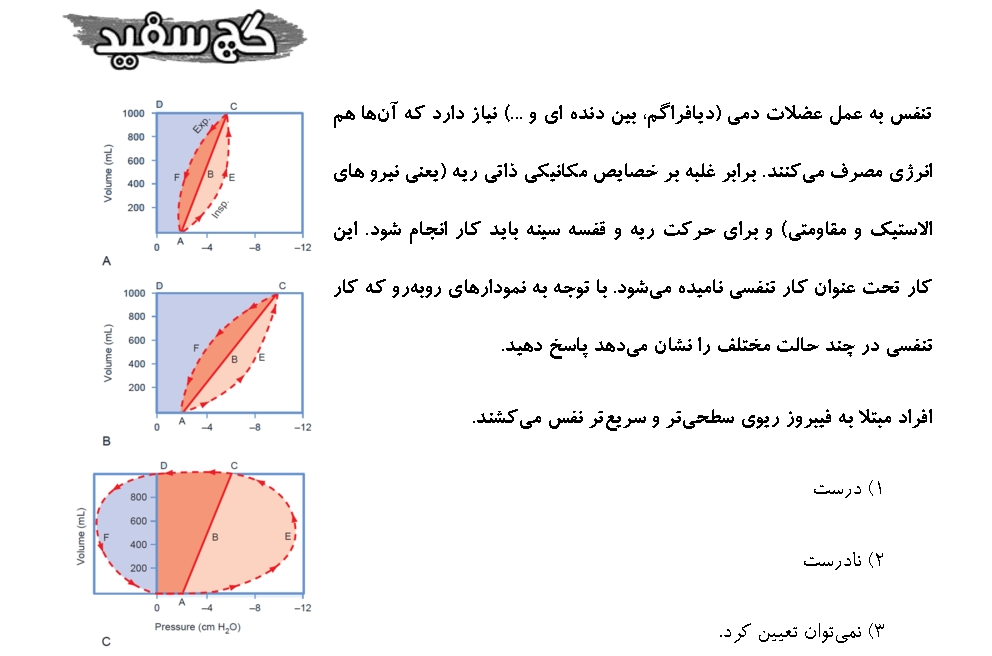 گچ سفید
تنفس به عمل عضلات دمی (دیافراگم، بین دنده ای و ...) نیاز دارد که آن‌ها هم
انرژی مصرف می‌کنند. برابر غلبه بر خصایص مکانیکی ذاتی ریه (یعنی نیرو های
الاستیک و مقاومتی) و برای حرکت ریه و قفسه سینه باید کار انجام شود. این
کار تحت عنوان کار تنفسی نامیده می‌شود. با توجه به نمودارهای روبه‌رو که کار
تنفسی در چند حالت مختلف را نشان می‌دهد پاسخ دهید.
افراد مبتلا به فیبروز ریوی سطحی‌تر و سریع‌تر نفس می‌کشند.
۱) درست
۲) نادرست
۳) نمی‌توان تعیین کرد.
D C
1000
800
600
400
200
Volume (mL)
Exp.
F B E
Insp.
A
0 –4 –8 –12
A
D C
1000
800
600
400
200
Volume (mL)
F B E
A
0 –4 –8 –12
B
D C
800
600
400
200
Volume (mL)
F B E
A
0 –4 –8 –12
Pressure (cm H₂O)
C